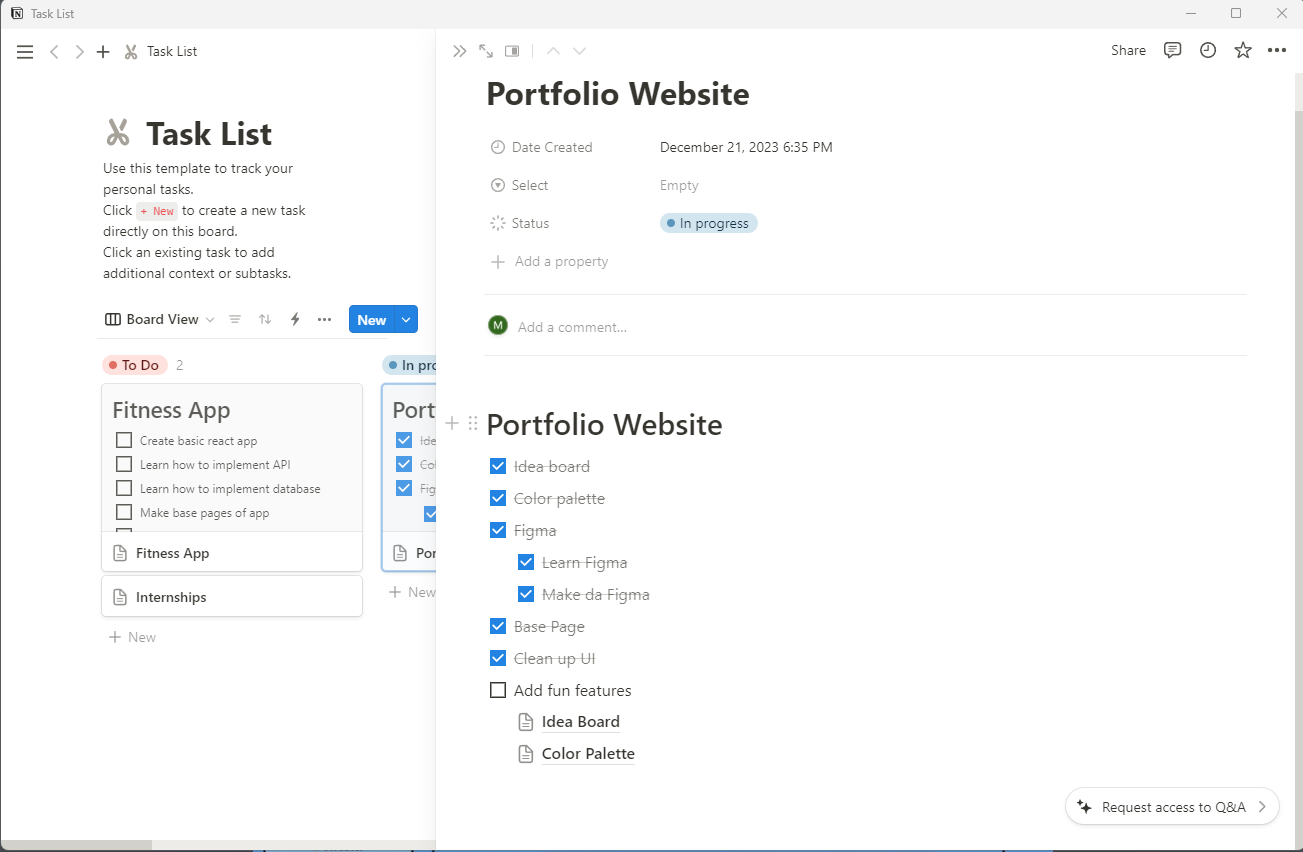 Task List
Task List
Task List
Use this template to track your
personal tasks.
Click + New to create a new task
directly on this board.
Click an existing task to add
additional context or subtasks.
Board View
New
To Do 2
Fitness App
Create basic react app
Learn how to implement API
Learn how to implement database
Make base pages of app
Fitness App
Internships
+ New
In pro
Port
Ide
Col
Fig
Por
+ New
Share
Portfolio Website
Date Created December 21, 2023 6:35 PM
Select Empty
Status In progress
+ Add a property
M Add a comment...
Portfolio Website
Idea board
Color palette
Figma
Learn Figma
Make da Figma
Base Page
Clean up UI
Add fun features
Idea Board
Color Palette
Request access to Q&A